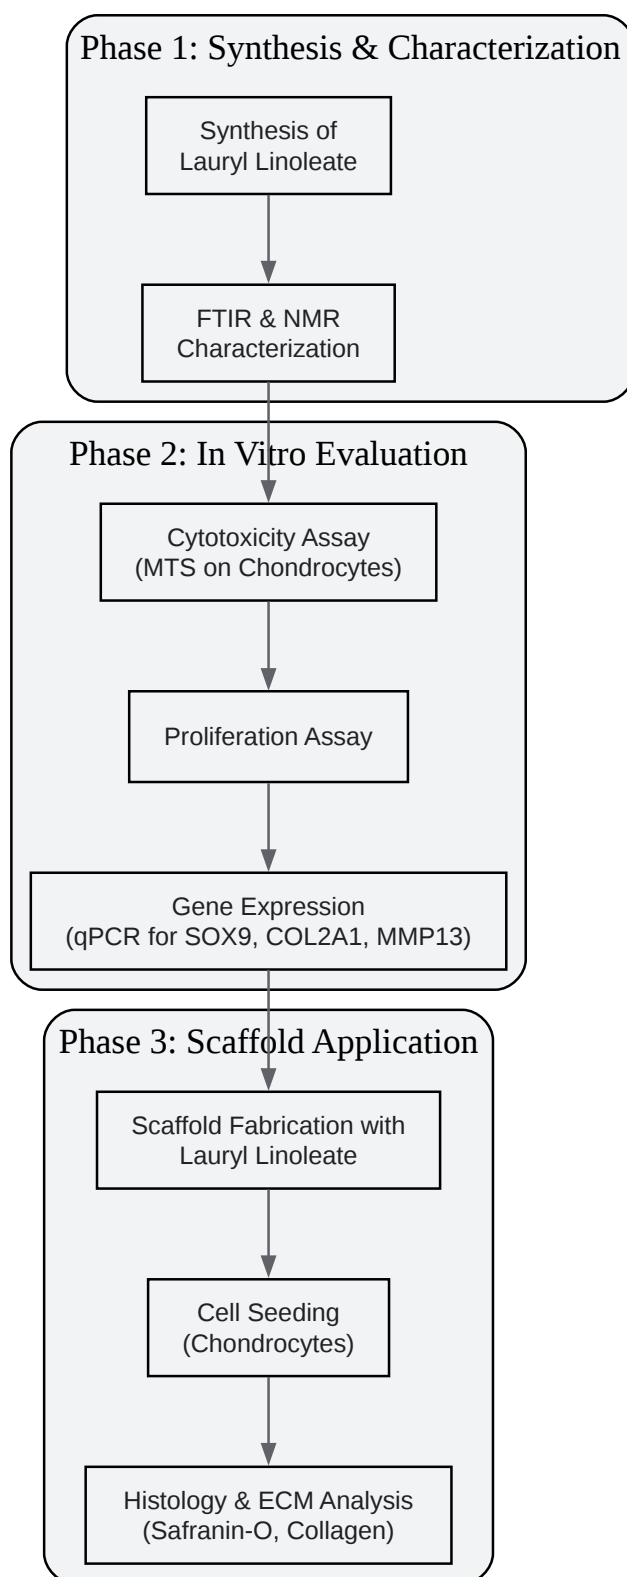 Phase 1: Synthesis & Characterization
Synthesis of
Lauryl Linoleate
FTIR & NMR
Characterization
Phase 2: In Vitro Evaluation
Cytotoxicity Assay
(MTS on Chondrocytes)
Proliferation Assay
Gene Expression
(qPCR for SOX9, COL2A1, MMP13)
Phase 3: Scaffold Application
Scaffold Fabrication with
Lauryl Linoleate
Cell Seeding
(Chondrocytes)
Histology & ECM Analysis
(Safranin-O, Collagen)